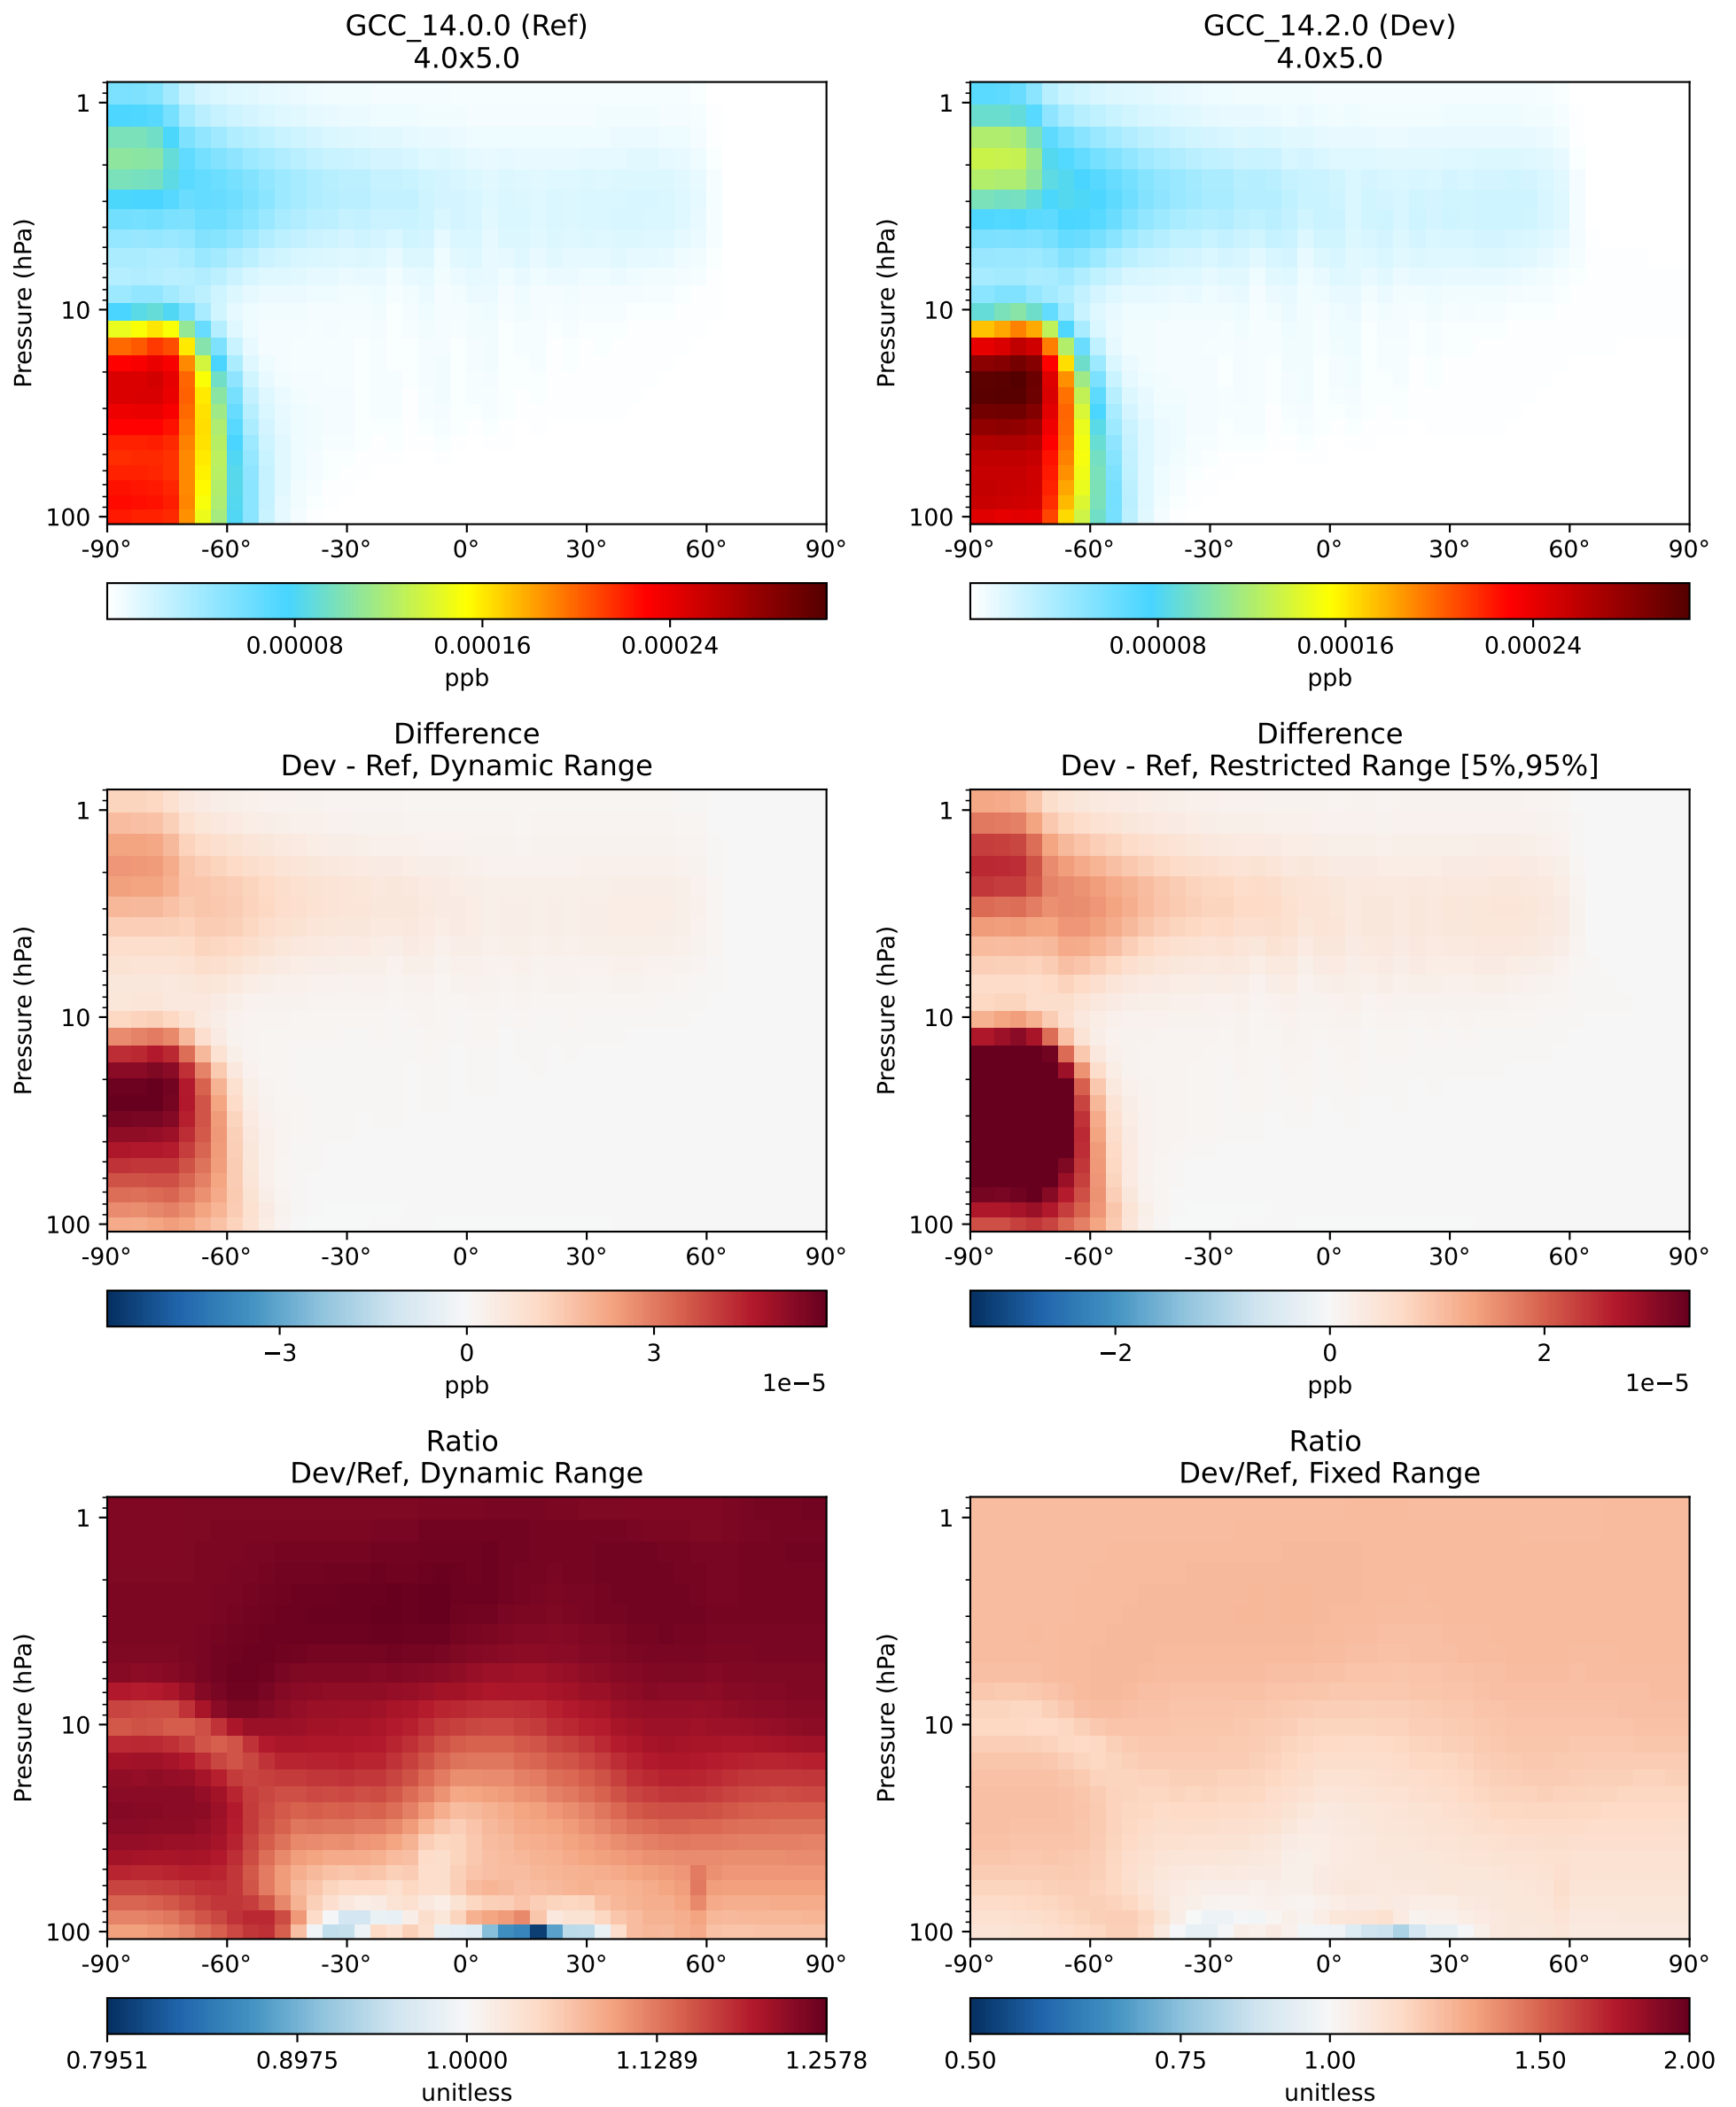 GCC_14.0.0 (Ref)
4.0x5.0
Pressure (hPa)
1
10
100
-90° -60° -30° 0° 30° 60° 90°
0.00008 0.00016 0.00024
ppb
GCC_14.2.0 (Dev)
4.0x5.0
Pressure (hPa)
1
10
100
-90° -60° -30° 0° 30° 60° 90°
0.00008 0.00016 0.00024
ppb
Difference
Dev - Ref, Dynamic Range
Pressure (hPa)
1
10
100
-90° -60° -30° 0° 30° 60° 90°
−3 0 3
1e−5
ppb
Difference
Dev - Ref, Restricted Range [5%,95%]
Pressure (hPa)
1
10
100
-90° -60° -30° 0° 30° 60° 90°
−2 0 2
1e−5
ppb
Ratio
Dev/Ref, Dynamic Range
Pressure (hPa)
1
10
100
-90° -60° -30° 0° 30° 60° 90°
0.7951 0.8975 1.0000 1.1289 1.2578
unitless
Ratio
Dev/Ref, Fixed Range
Pressure (hPa)
1
10
100
-90° -60° -30° 0° 30° 60° 90°
0.50 0.75 1.00 1.50 2.00
unitless